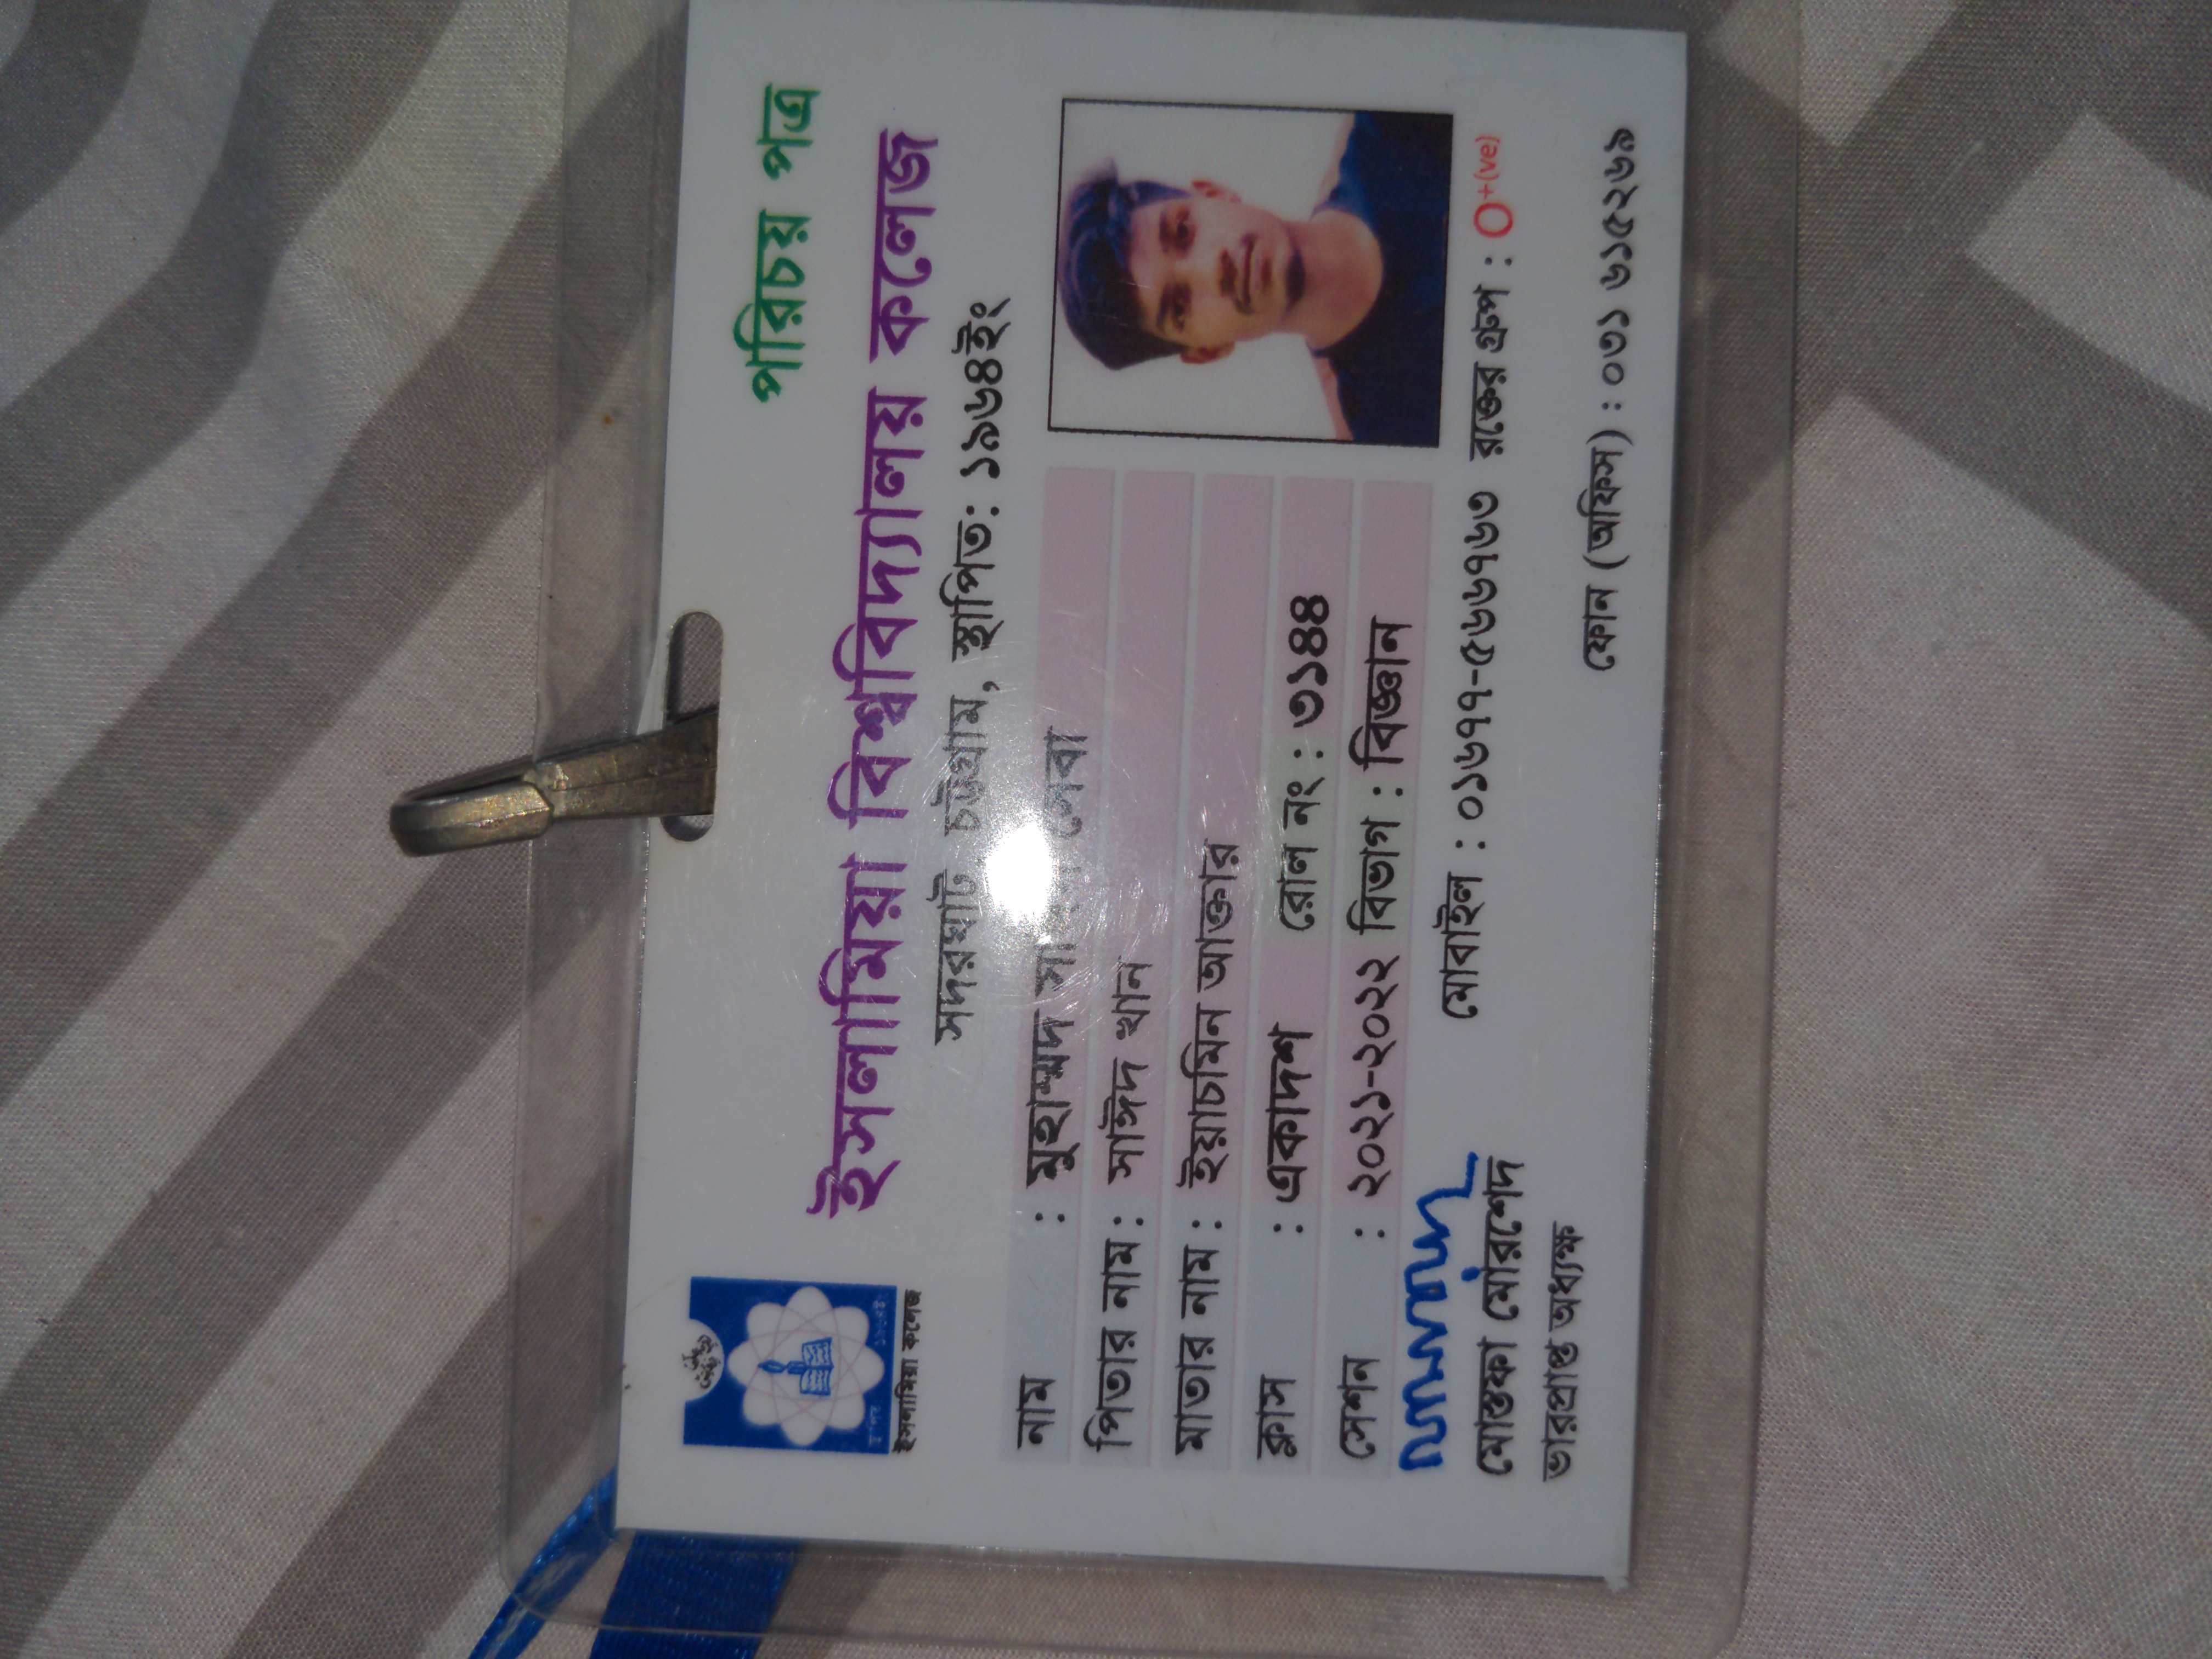 পরিচয় পত্র
ইসলামিয়া বিশ্ববিদ্যালয় কলেজ
ইসলামিয়া কলেজ
সদরঘাট চট্টগ্রাম, স্থাপিত: ১৯৬৪ইং
নাম : মুহাম্মদ
পিতার নাম : সাঈদ খান
মাতার নাম : ইয়াচমিন আক্তার
ক্লাস : একাদশ রোল নং : ৩১৪৪
সেশন : ২০২১-২০২২ বিভাগ : বিজ্ঞান
মোবাইল : ০১৬৭৭-৫৬৬৭৬৩ রক্তের গ্রুপ : O+(ve)
মোস্তফা মোরশেদ
ভারপ্রাপ্ত অধ্যক্ষ
ফোন (অফিস) : ০৩১ ৬১৫২৬৯